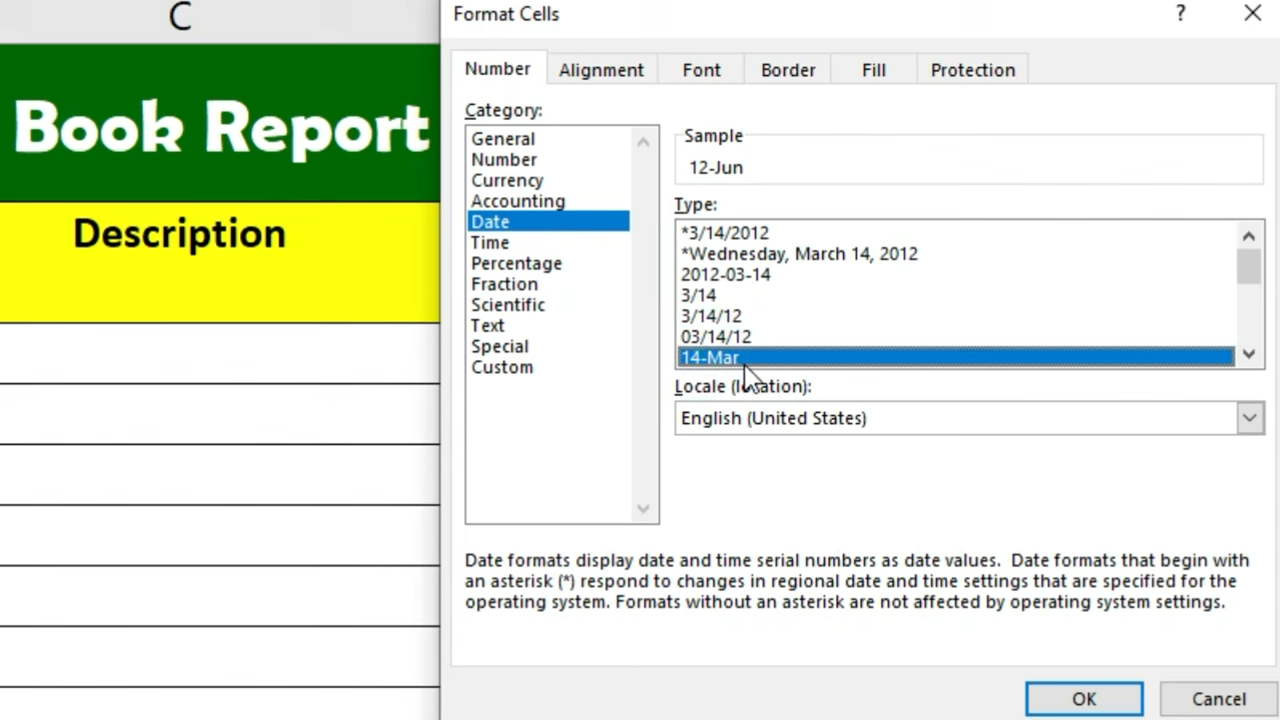 C
Book Report
Description
Format Cells
?
Number
Alignment
Font
Border
Fill
Protection
Category:
General
Number
Currency
Accounting
Date
Time
Percentage
Fraction
Scientific
Text
Special
Custom
Sample
12-Jun
Type:
*3/14/2012
*Wednesday, March 14, 2012
2012-03-14
3/14
3/14/12
03/14/12
14-Mar
Locale (location):
English (United States)
Date formats display date and time serial numbers as date values.  Date formats that begin with
an asterisk (*) respond to changes in regional date and time settings that are specified for the
operating system. Formats without an asterisk are not affected by operating system settings.
OK
Cancel